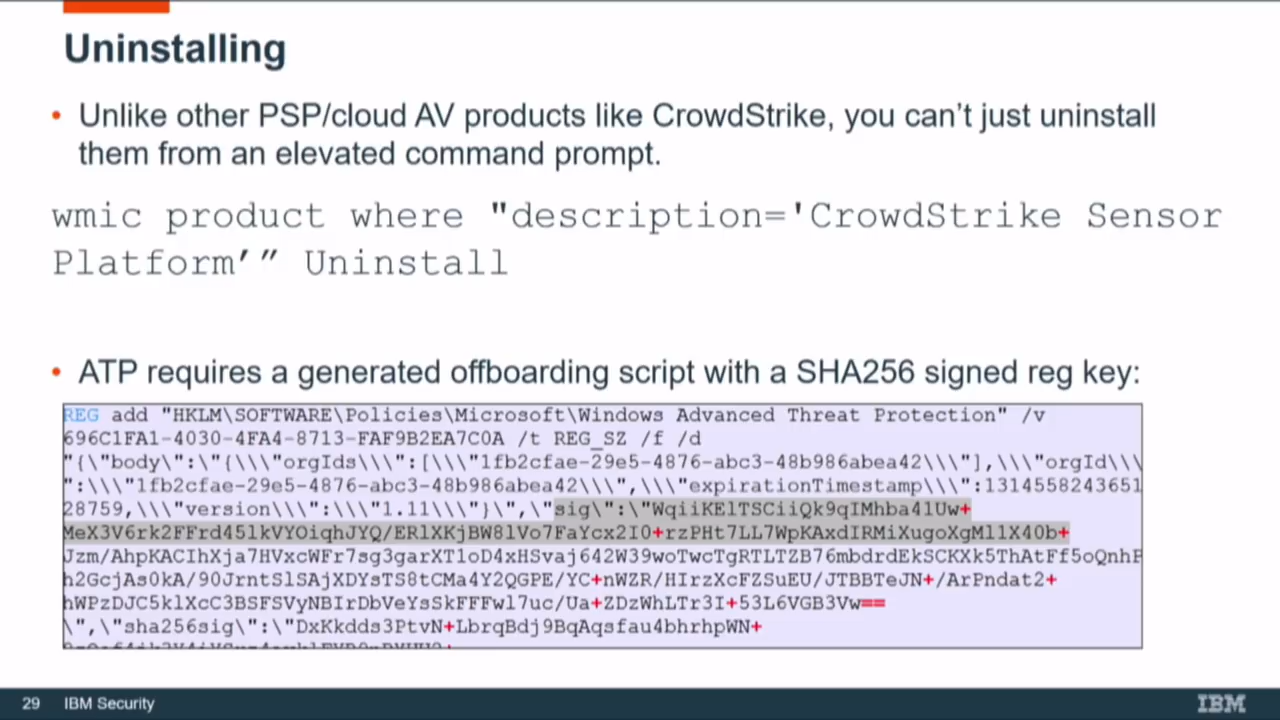 Uninstalling
• Unlike other PSP/cloud AV products like CrowdStrike, you can’t just uninstall
them from an elevated command prompt.
wmic product where "description='CrowdStrike Sensor
Platform’” Uninstall
• ATP requires a generated offboarding script with a SHA256 signed reg key:
REG add "HKLM\SOFTWARE\Policies\Microsoft\Windows Advanced Threat Protection" /v
696C1FA1-4030-4FA4-8713-FAF9B2EA7C0A /t REG_SZ /f /d
"{\"body\":\"{\\\"orgIds\\\":[\\\"1fb2cfae-29e5-4876-abc3-48b986abea42\\\"],\\\"orgId\\\
":\\\"1fb2cfae-29e5-4876-abc3-48b986abea42\\\",\\\"expirationTimestamp\\\":1314558243651
28759,\\\"version\\\":\\\"1.11\\\"}\",\"sig\":\"WqiiKElTSCiiQk9qIMhba41Uw+
MeX3V6rk2FFrd45lkVYOiqhJYQ/ERlXKjBW8lVo7FaYcx2I0+rzPHt7LL7WpKAxdIRMiXugoXgMl1X40b+
Jzm/AhpKACIhXja7HVxcWFr7sg3garXT1oD4xHSvaj642W39woTwcTgRTLTZB76mbdrdEkSCKXk5ThAtFf5oQnhP
h2GcjAs0kA/90JrntSlSAjXDYsTS8tCMa4Y2QGPE/YC+nWZR/HIrzXcFZSuEU/JTBBTeJN+/ArPndat2+
hWPzDJC5klXcC3BSFSVyNBIrDbVeYsSkFFFwl7uc/Ua+ZDzWhLTr3I+53L6VGB3Vw==
\",\"sha256sig\":\"DxKkdds3PtvN+LbrqBdj9BqAqsfau4bhrhpWN+
29 IBM Security
IBM